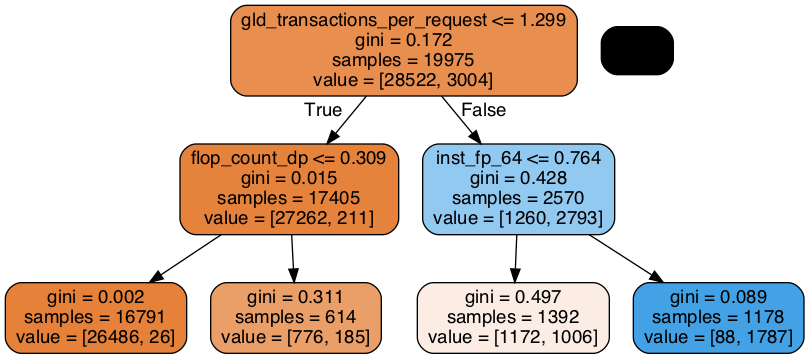 gld_transactions_per_request <= 1.299
gini = 0.172
samples = 19975
value = [28522, 3004]
True
False
flop_count_dp <= 0.309
gini = 0.015
samples = 17405
value = [27262, 211]
inst_fp_64 <= 0.764
gini = 0.428
samples = 2570
value = [1260, 2793]
gini = 0.002
samples = 16791
value = [26486, 26]
gini = 0.311
samples = 614
value = [776, 185]
gini = 0.497
samples = 1392
value = [1172, 1006]
gini = 0.089
samples = 1178
value = [88, 1787]